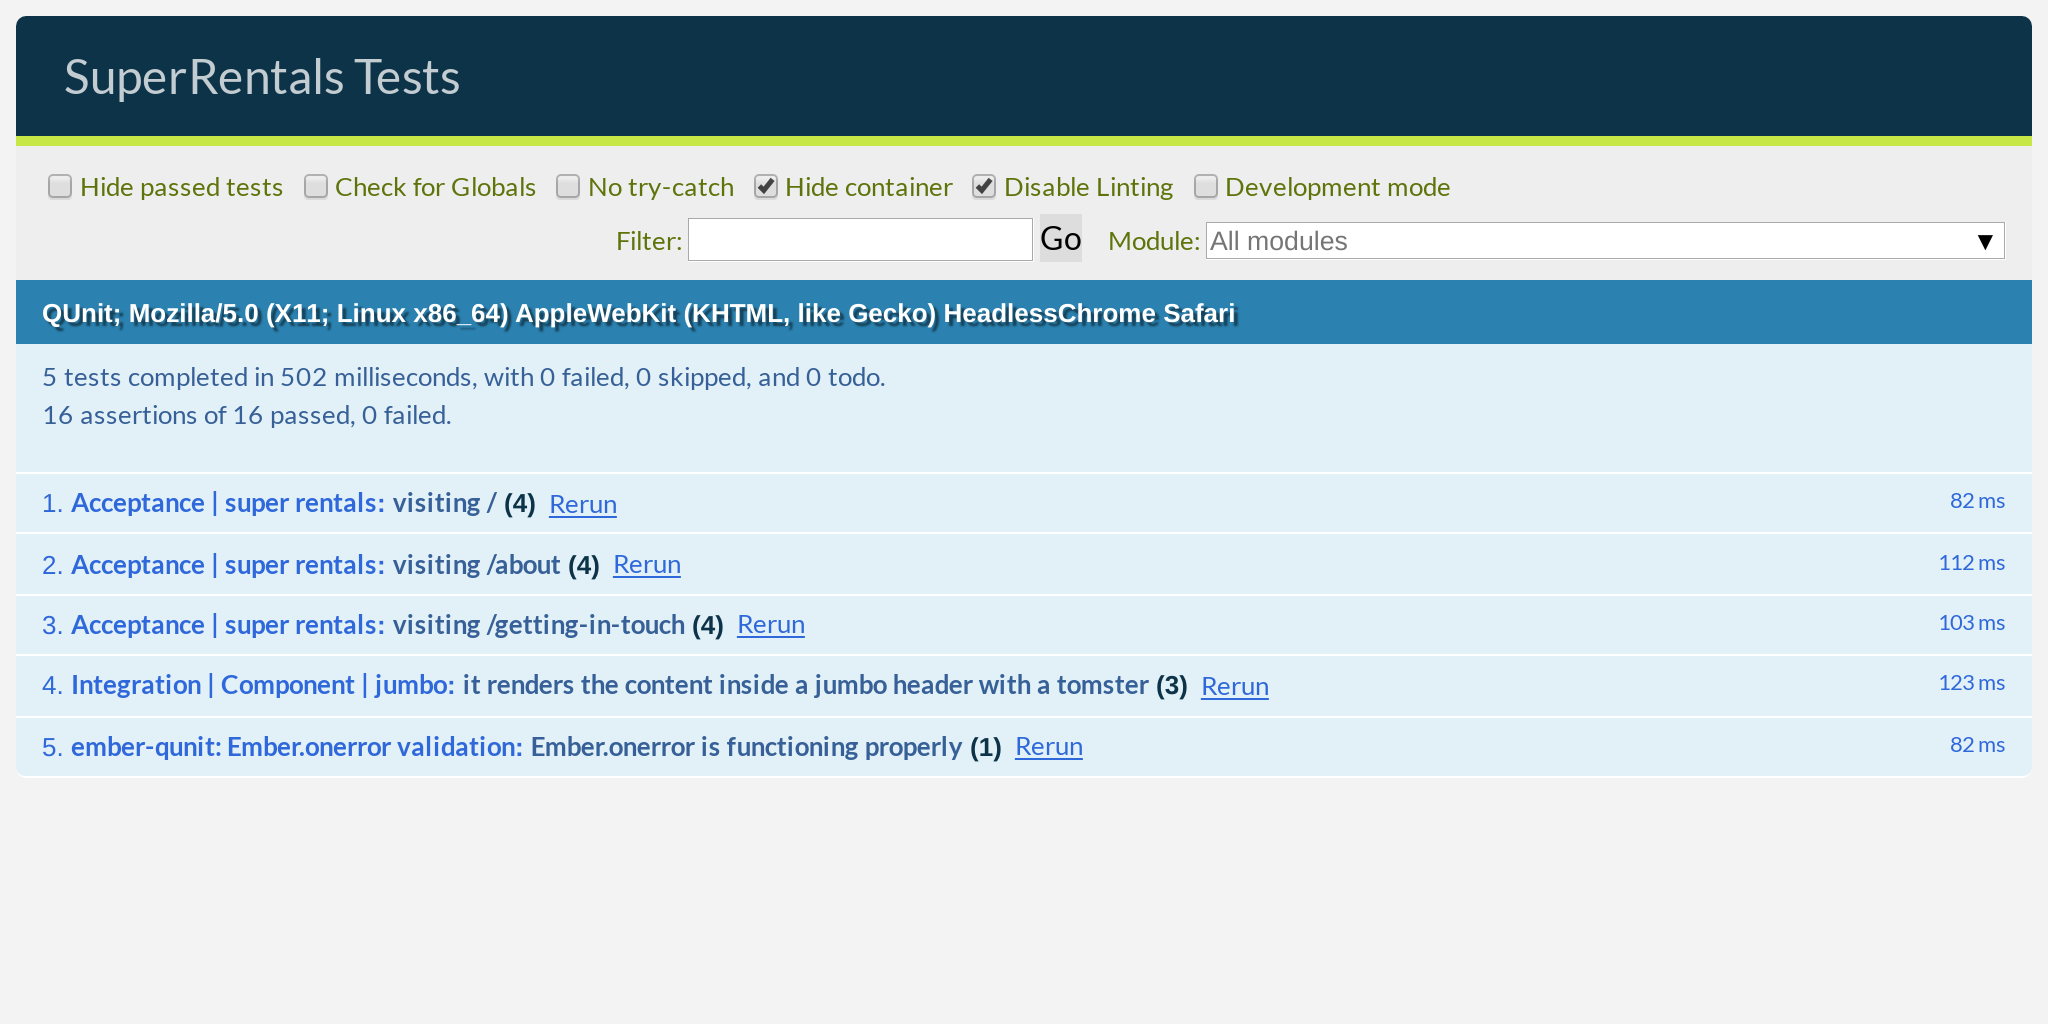 SuperRentals Tests
Hide passed tests Check for Globals No try-catch Hide container Disable Linting Development mode
Filter: Go Module: All modules ▼
QUnit; Mozilla/5.0 (X11; Linux x86_64) AppleWebKit (KHTML, like Gecko) HeadlessChrome Safari
5 tests completed in 502 milliseconds, with 0 failed, 0 skipped, and 0 todo.
16 assertions of 16 passed, 0 failed.
1. Acceptance | super rentals: visiting / (4) Rerun 82 ms
2. Acceptance | super rentals: visiting /about (4) Rerun 112 ms
3. Acceptance | super rentals: visiting /getting-in-touch (4) Rerun 103 ms
4. Integration | Component | jumbo: it renders the content inside a jumbo header with a tomster (3) Rerun 123 ms
5. ember-qunit: Ember.onerror validation: Ember.onerror is functioning properly (1) Rerun 82 ms